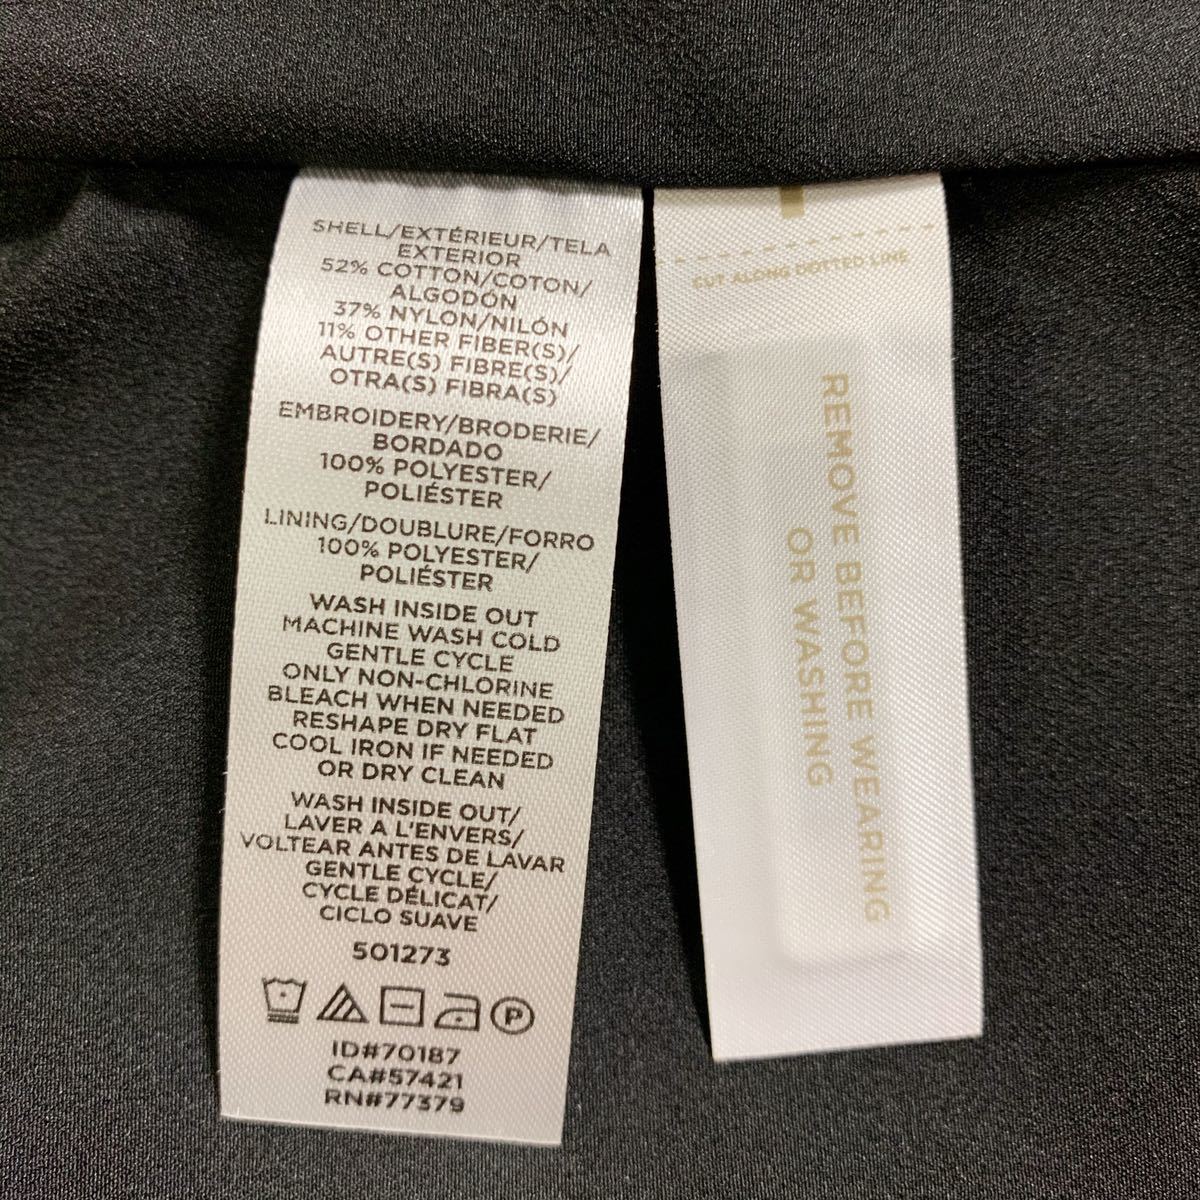 SHELL/EXTÉRIEUR/TELA
EXTERIOR
52% COTTON/COTON/
ALGODÓN
37% NYLON/NILÓN
11% OTHER FIBER(S)/
AUTRE(S) FIBRE(S)/
OTRA(S) FIBRA(S)
EMBROIDERY/BRODERIE/
BORDADO
100% POLYESTER/
POLIÉSTER
LINING/DOUBLURE/FORRO
100% POLYESTER/
POLIÉSTER
WASH INSIDE OUT
MACHINE WASH COLD
GENTLE CYCLE
ONLY NON-CHLORINE
BLEACH WHEN NEEDED
RESHAPE DRY FLAT
COOL IRON IF NEEDED
OR DRY CLEAN
WASH INSIDE OUT/
LAVER A L'ENVERS/
VOLTEAR ANTES DE LAVAR
GENTLE CYCLE/
CYCLE DÉLICAT/
CICLO SUAVE
501273
P
ID#70187
CA#57421
RN#77379
CUT ALONG DOTTED LINE
REMOVE BEFORE WEARING
OR WASHING